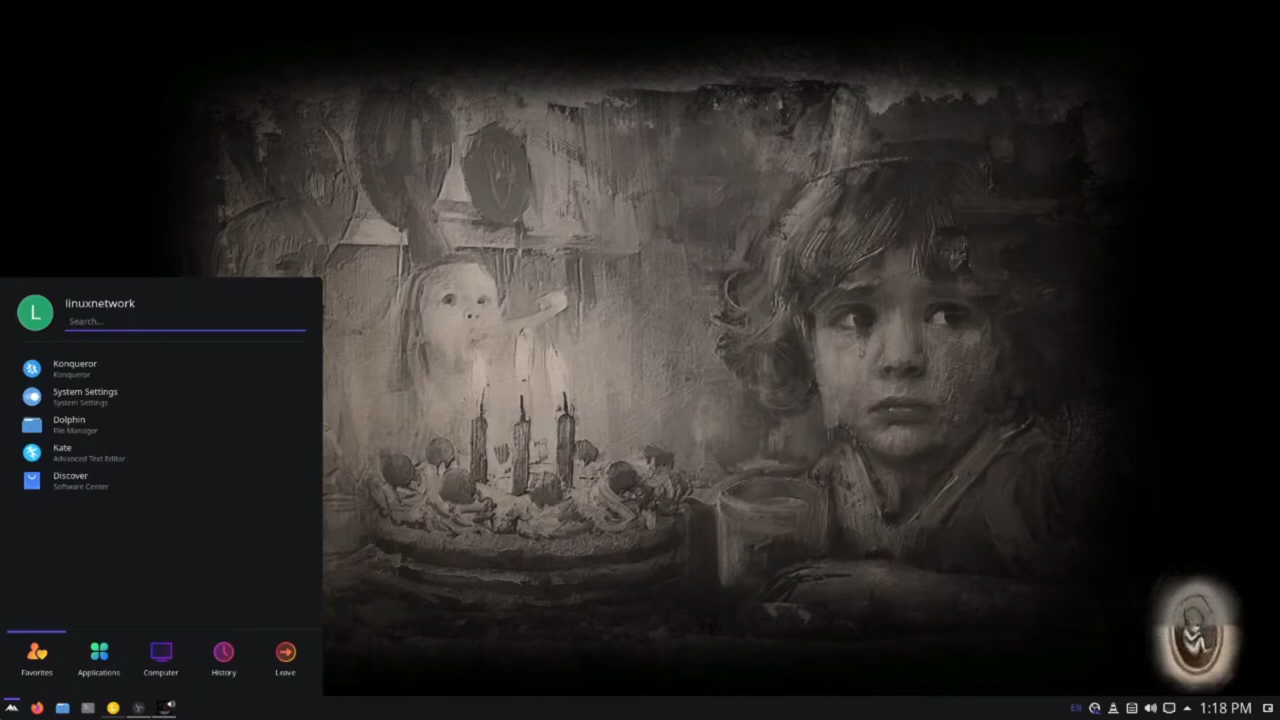 L
linuxnetwork
Search...
Konqueror
Konqueror
System Settings
System Settings
Dolphin
File Manager
Kate
Advanced Text Editor
Discover
Software Center
Favorites
Applications
Computer
History
Leave
EN
1:18 PM